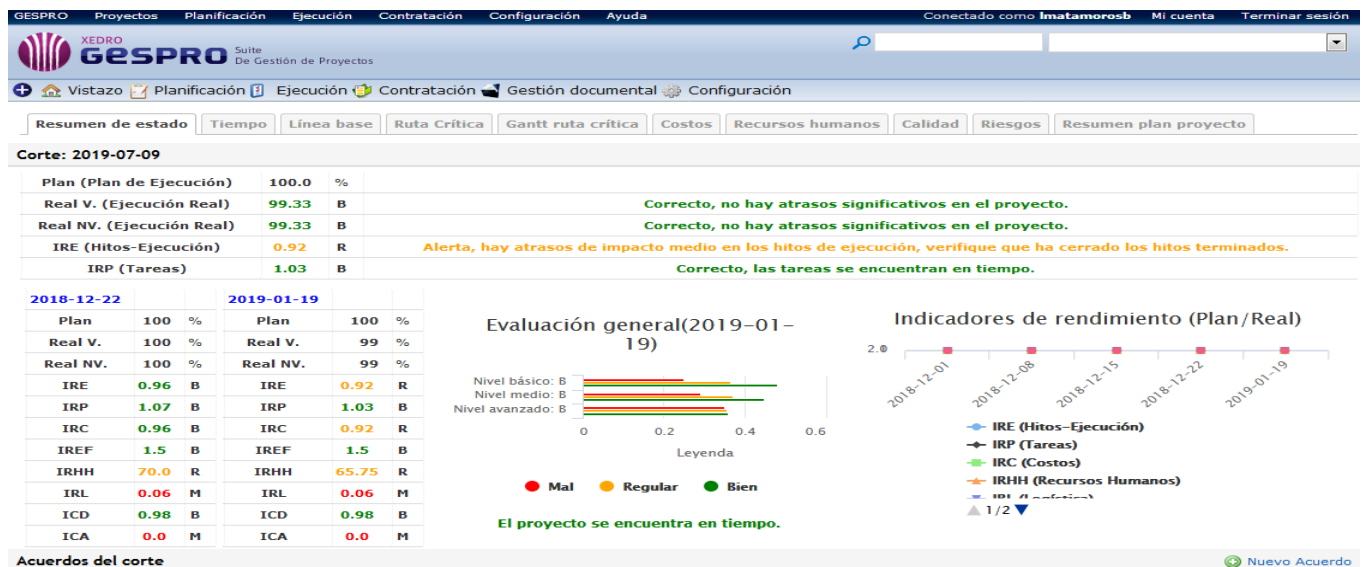 GESPRO Proyectos Planificación Ejecución Contratación Configuración Ayuda Conectado como lmatamorosb Mi cuenta Terminar sesión
XEDRO
GESPRO Suite
De Gestión de Proyectos
Vistazo Planificación Ejecución Contratación Gestión documental Configuración
Resumen de estado Tiempo Línea base Ruta Crítica Gantt ruta crítica Costos Recursos humanos Calidad Riesgos Resumen plan proyecto
Corte: 2019-07-09
Plan (Plan de Ejecución) 100.0 %
Real V. (Ejecución Real) 99.33 B Correcto, no hay atrasos significativos en el proyecto.
Real NV. (Ejecución Real) 99.33 B Correcto, no hay atrasos significativos en el proyecto.
IRE (Hitos-Ejecución) 0.92 R Alerta, hay atrasos de impacto medio en los hitos de ejecución, verifique que ha cerrado los hitos terminados.
IRP (Tareas) 1.03 B Correcto, las tareas se encuentran en tiempo.
2018-12-22 2019-01-19
Plan 100 % Plan 100 %
Real V. 100 % Real V. 99 %
Real NV. 100 % Real NV. 99 %
IRE 0.96 B IRE 0.92 R
IRP 1.07 B IRP 1.03 B
IRC 0.96 B IRC 0.92 R
IREF 1.5 B IREF 1.5 B
IRHH 70.0 R IRHH 65.75 R
IRL 0.06 M IRL 0.06 M
ICD 0.98 B ICD 0.98 B
ICA 0.0 M ICA 0.0 M
Evaluación general(2019-01-
19)
Nivel básico: B
Nivel medio: B
Nivel avanzado: B
0 0.2 0.4 0.6
Leyenda
Mal Regular Bien
El proyecto se encuentra en tiempo.
Indicadores de rendimiento (Plan/Real)
2018-12-01 2018-12-08 2018-12-15 2018-12-22 2019-01-19
IRE (Hitos-Ejecución)
IRP (Tareas)
IRC (Costos)
IRHH (Recursos Humanos)
IRL (Logística)
1/2
Acuerdos del corte Nuevo Acuerdo